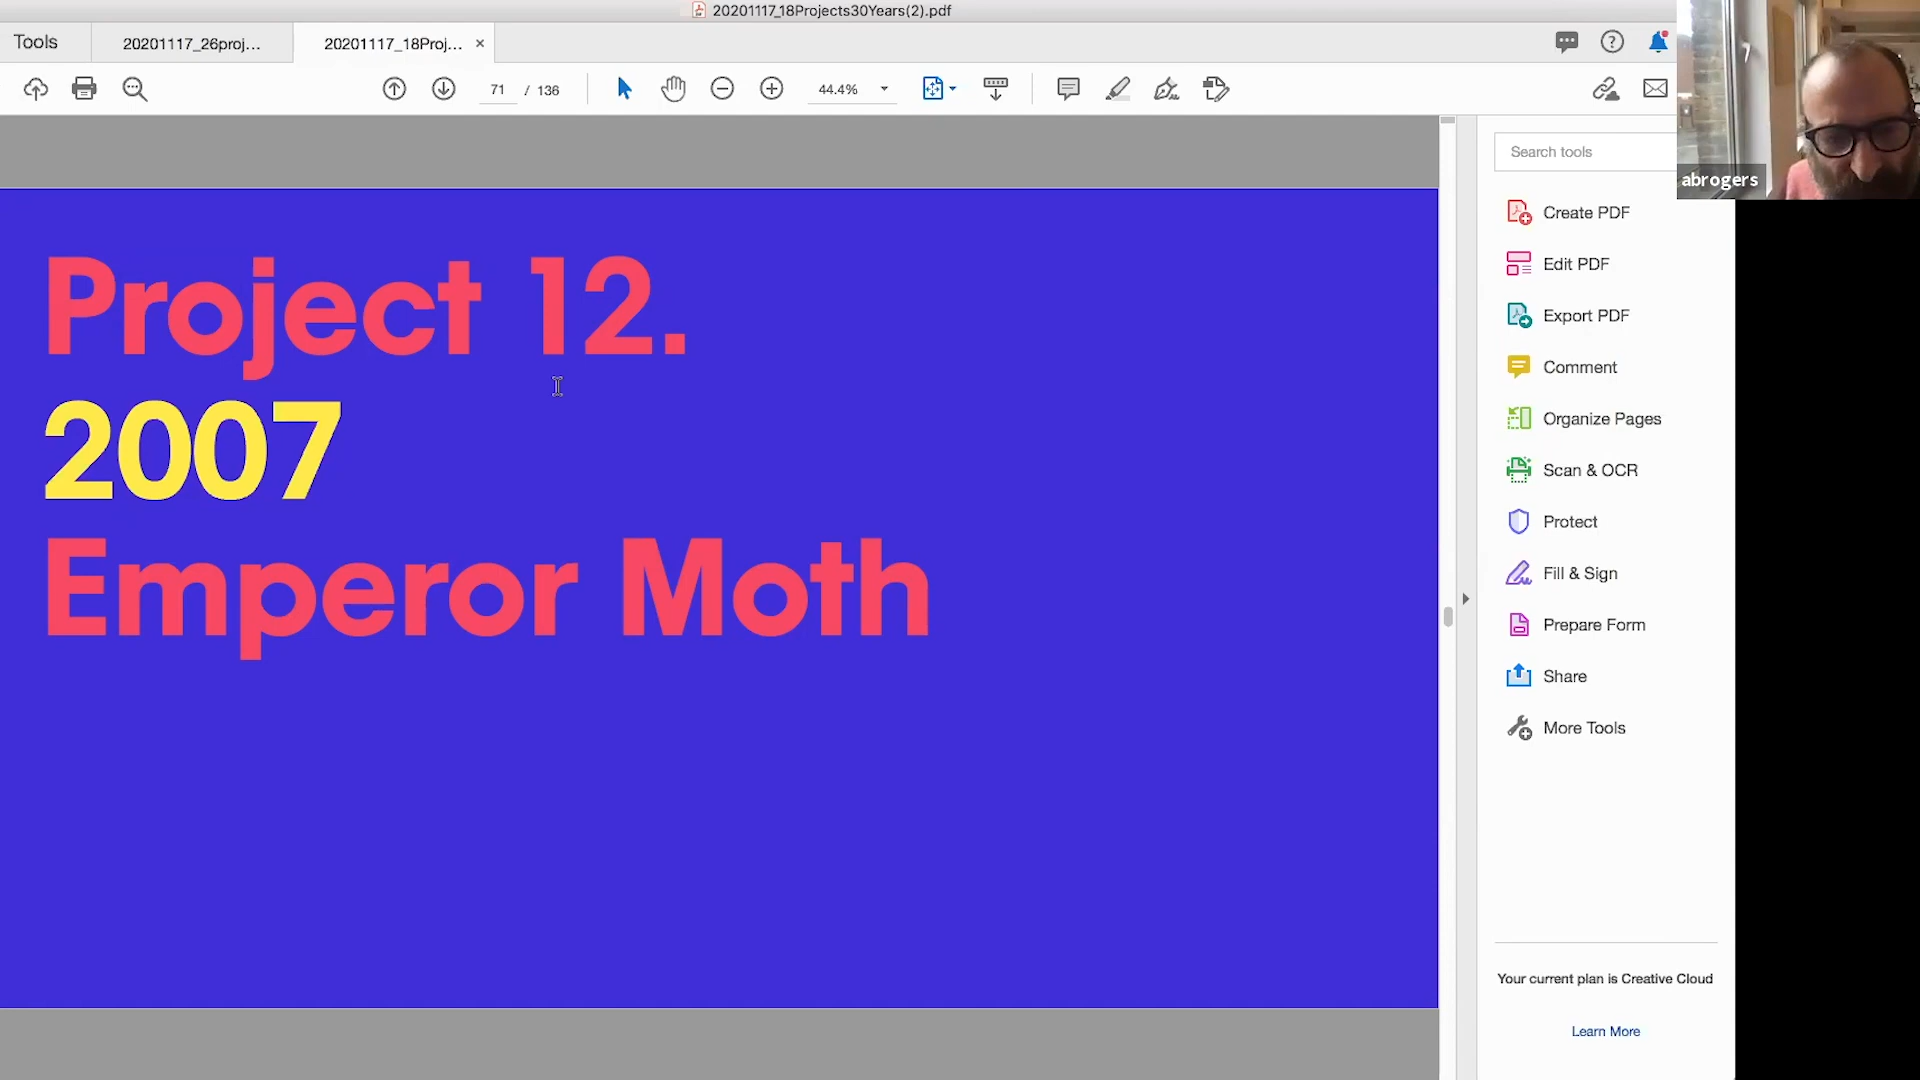 20201117_18Projects30Years(2).pdf
Tools
20201117_26proj...
20201117_18Proj...
71 / 136
44.4%
Search tools
abrogers
Project 12.
2007
Emperor Moth
Create PDF
Edit PDF
Export PDF
Comment
Organize Pages
Scan & OCR
Protect
Fill & Sign
Prepare Form
Share
More Tools
Your current plan is Creative Cloud
Learn More